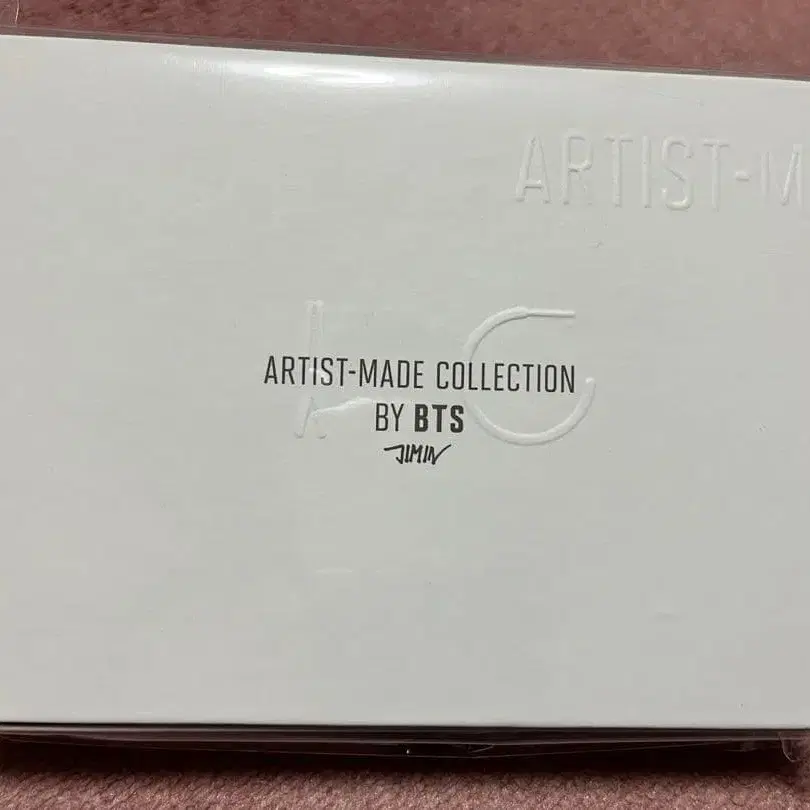 ARTIST-M
ARTIST-MADE COLLECTION
BY BTS
JIMIN